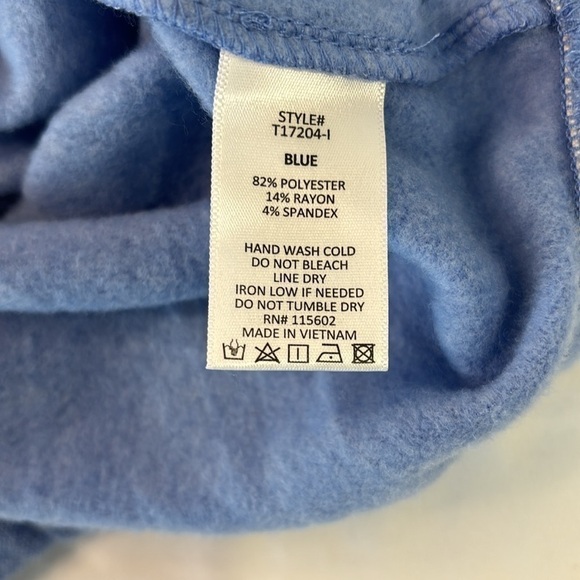 STYLE#
T17204-I
BLUE
82% POLYESTER
14% RAYON
4% SPANDEX
HAND WASH COLD
DO NOT BLEACH
LINE DRY
IRON LOW IF NEEDED
DO NOT TUMBLE DRY
RN# 115602
MADE IN VIETNAM